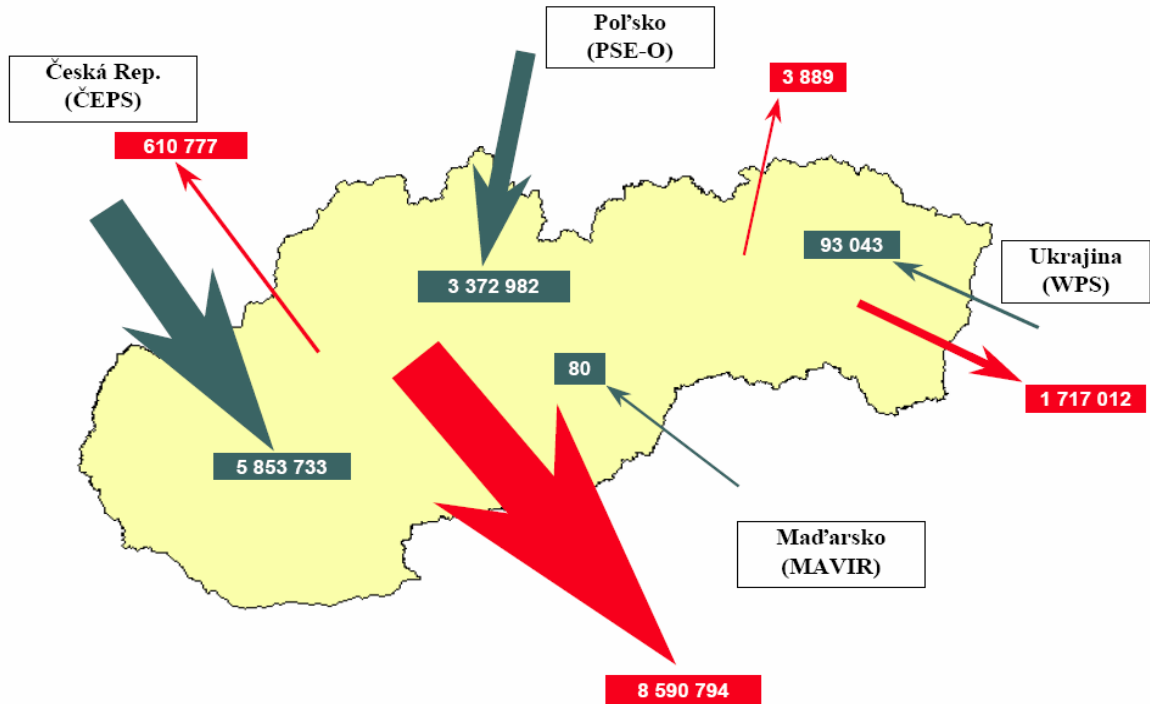 Poľsko
(PSE-O)
Česká Rep.
(ČEPS)
3 889
610 777
93 043
Ukrajina
(WPS)
3 372 982
80
1 717 012
5 853 733
Maďarsko
(MAVIR)
8 590 794